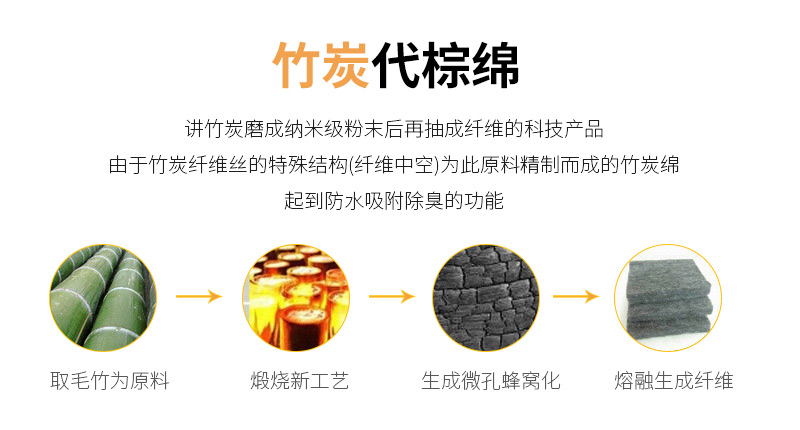 竹炭代棕绵
讲竹炭磨成纳米级粉末后再抽成纤维的科技产品
由于竹炭纤维丝的特殊结构(纤维中空)为此原料精制而成的竹炭绵
起到防水吸附除臭的功能
取毛竹为原料
煅烧新工艺
生成微孔蜂窝化
熔融生成纤维